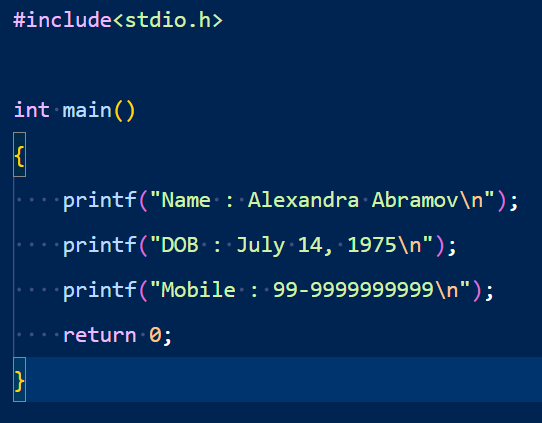 #include<stdio.h>
int main()
{
    printf("Name : Alexandra Abramov\n");
    printf("DOB : July 14, 1975\n");
    printf("Mobile : 99-9999999999\n");
    return 0;
}